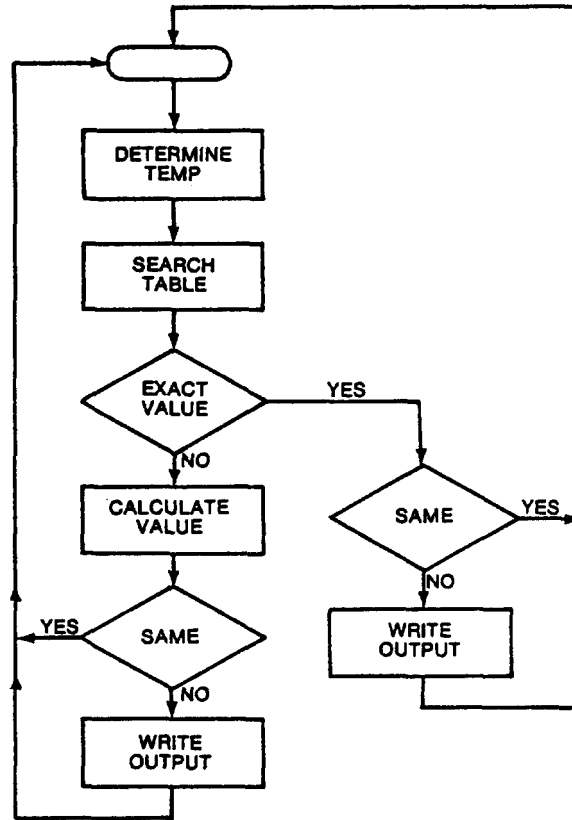 DETERMINE
TEMP
SEARCH
TABLE
EXACT
VALUE
YES
NO
CALCULATE
VALUE
SAME
YES
NO
WRITE
OUTPUT
SAME
YES
NO
WRITE
OUTPUT